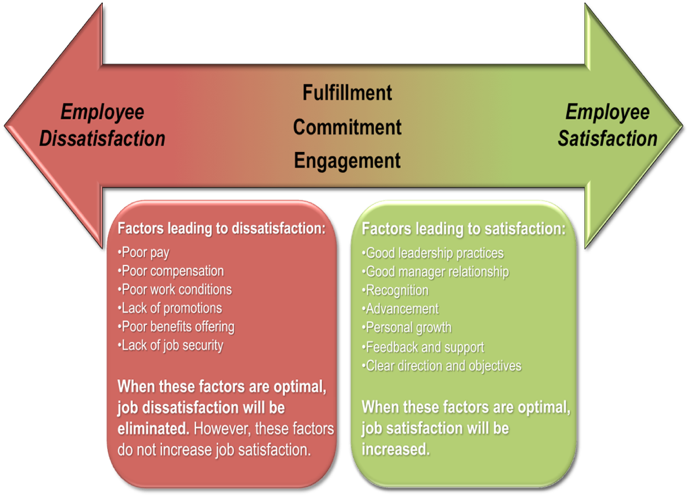 Employee
Dissatisfaction
Fulfillment
Commitment
Engagement
Employee
Satisfaction
Factors leading to dissatisfaction:
•Poor pay
•Poor compensation
•Poor work conditions
•Lack of promotions
•Poor benefits offering
•Lack of job security
When these factors are optimal,
job dissatisfaction will be
eliminated. However, these factors
do not increase job satisfaction.
Factors leading to satisfaction:
•Good leadership practices
•Good manager relationship
•Recognition
•Advancement
•Personal growth
•Feedback and support
•Clear direction and objectives
When these factors are optimal,
job satisfaction will be
increased.